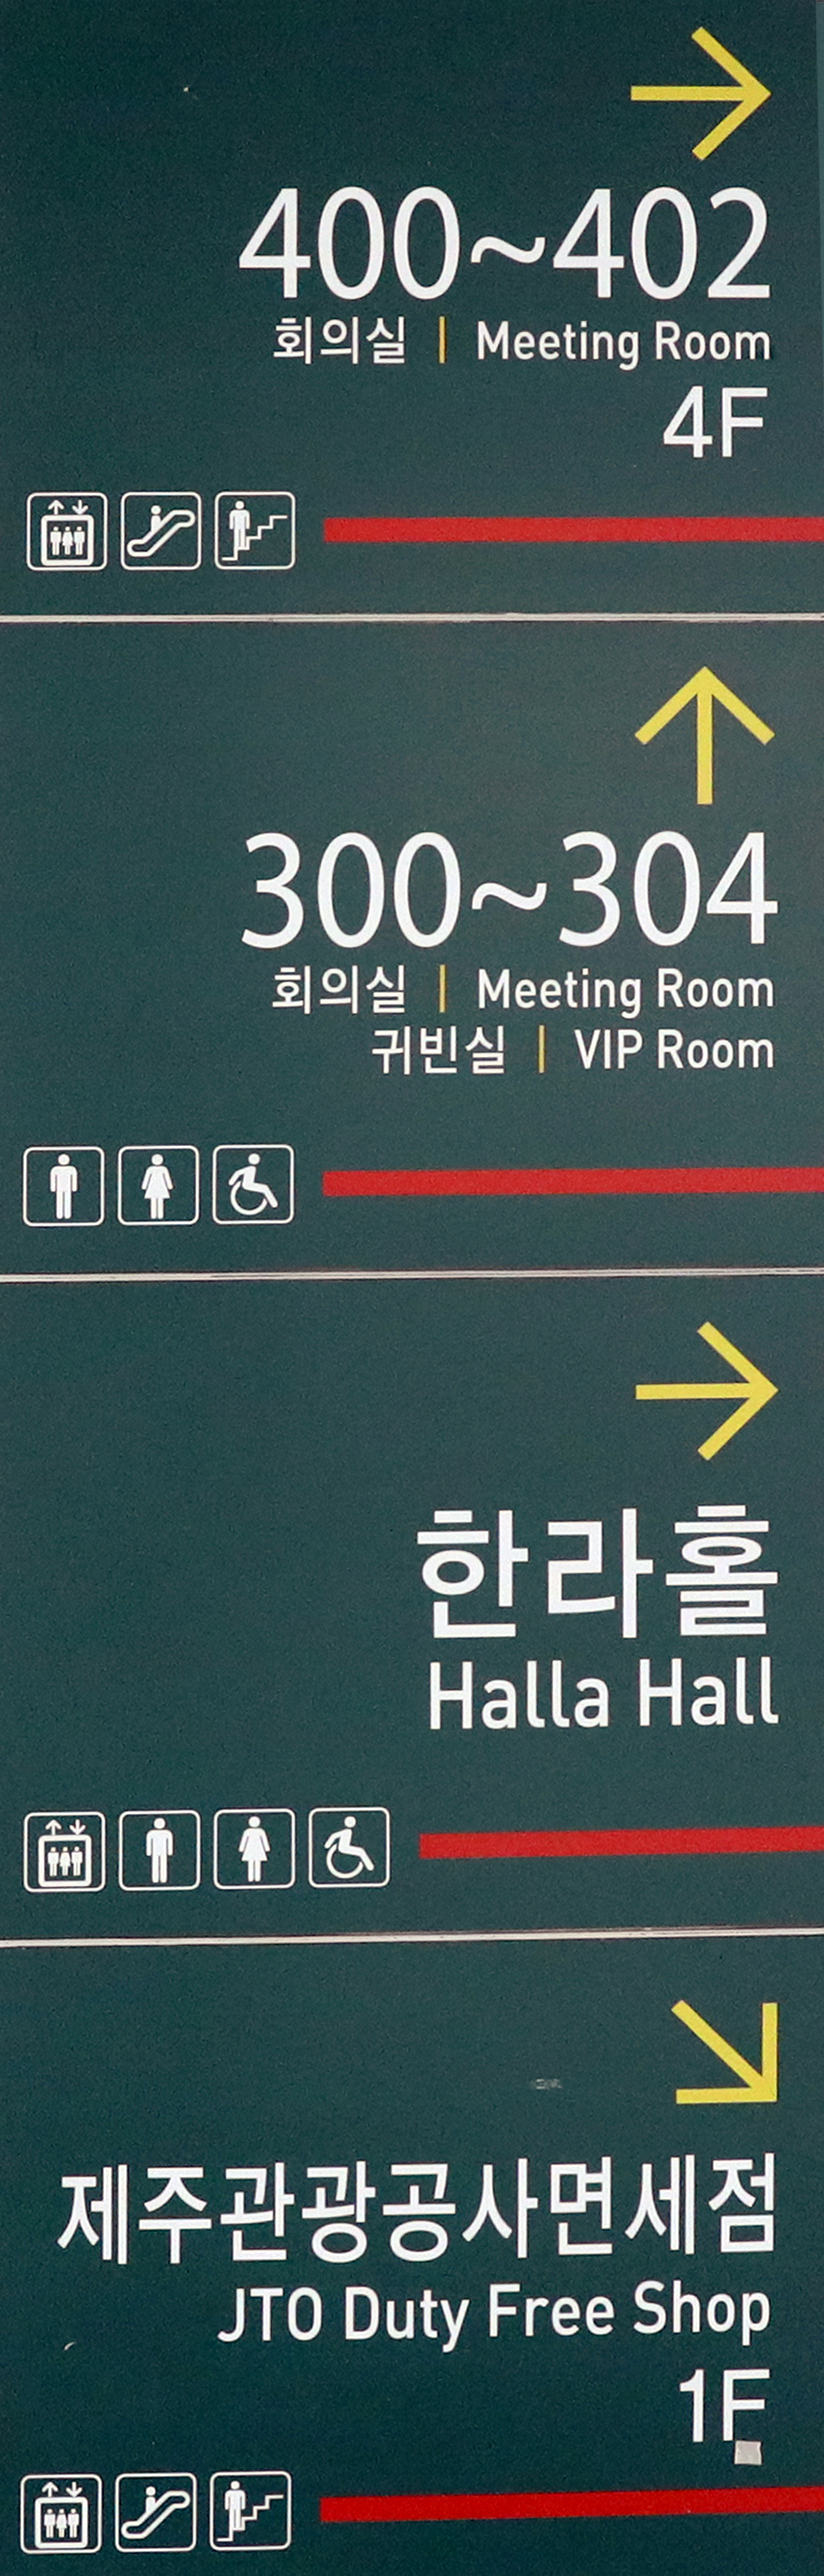 400~402
회의실 | Meeting Room
4F
300~304
회의실 | Meeting Room
귀빈실 | VIP Room
한라홀
Halla Hall
제주관광공사면세점
JTO Duty Free Shop
1F